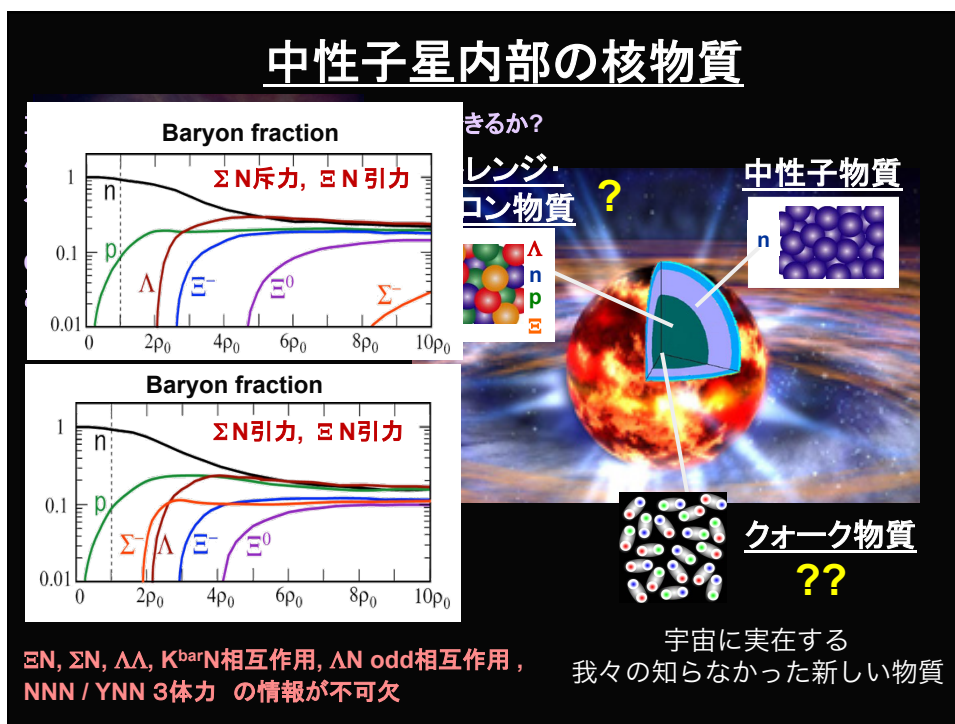 中性子星内部の核物質
きるか?
Baryon fraction
ΣN斥力, ΞN引力
1
0.1
0.01
n
p
Λ
Ξ⁻
Ξ⁰
Σ⁻
0 2ρ₀ 4ρ₀ 6ρ₀ 8ρ₀ 10ρ₀
レンジ・
コン物質
?
Λ
n
p
Ξ
中性子物質
n
Baryon fraction
ΣN引力, ΞN引力
1
0.1
0.01
n
p
Σ⁻
Λ
Ξ⁻
Ξ⁰
0 2ρ₀ 4ρ₀ 6ρ₀ 8ρ₀ 10ρ₀
クォーク物質
??
宇宙に実在する
我々の知らなかった新しい物質
ΞN, ΣN, ΛΛ, KᵇᵃʳN相互作用, ΛN odd相互作用 ,
NNN / YNN 3体力 の情報が不可欠